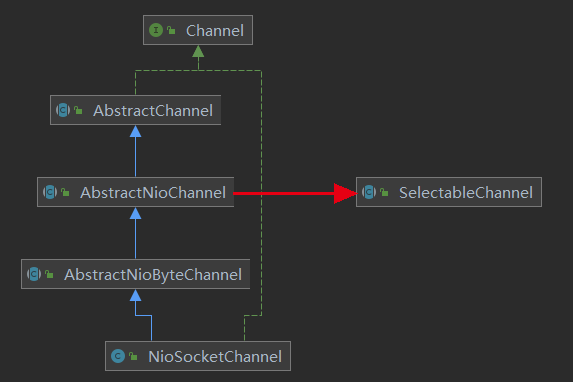 Channel
AbstractChannel
AbstractNioChannel
SelectableChannel
AbstractNioByteChannel
NioSocketChannel